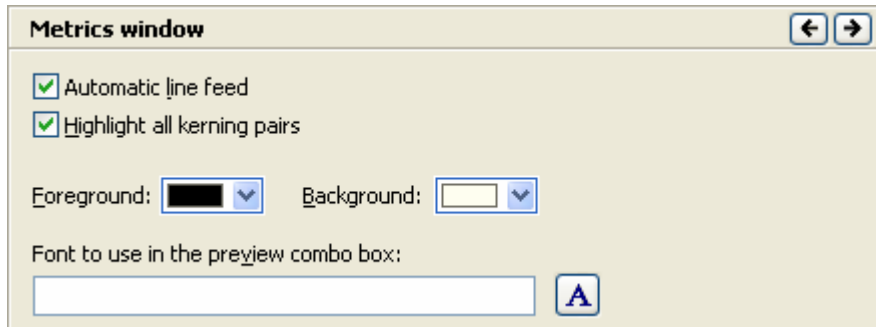 Metrics window
Automatic line feed
Highlight all kerning pairs
Foreground: Background:
Font to use in the preview combo box:
A